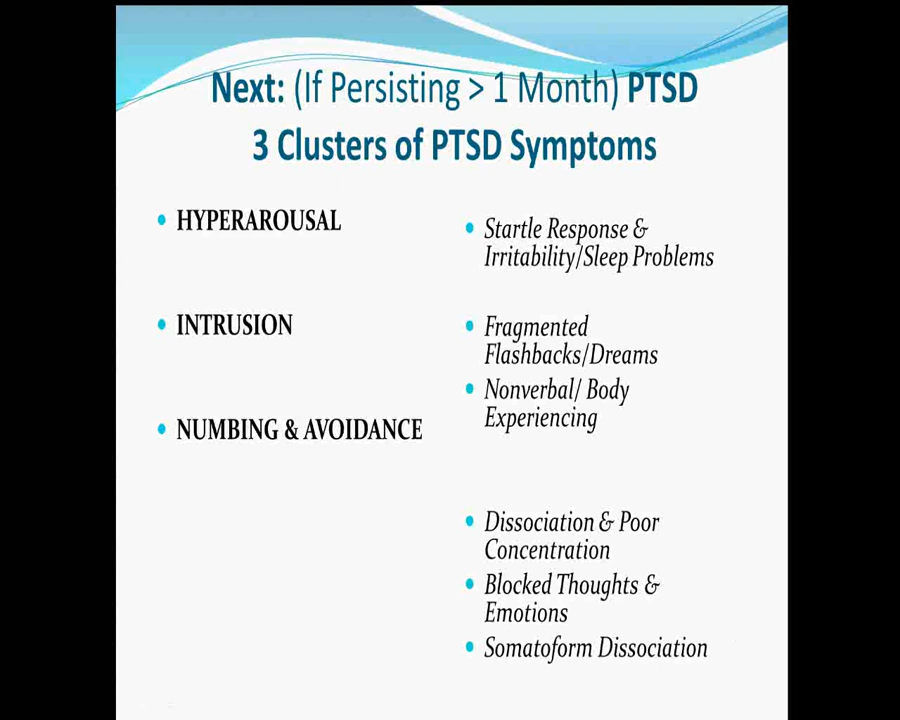 Next: (If Persisting > 1 Month) PTSD
3 Clusters of PTSD Symptoms
• HYPERAROUSAL
• INTRUSION
• NUMBING & AVOIDANCE
• Startle Response &
Irritability/Sleep Problems
• Fragmented
Flashbacks/Dreams
• Nonverbal/ Body
Experiencing
• Dissociation & Poor
Concentration
• Blocked Thoughts &
Emotions
• Somatoform Dissociation